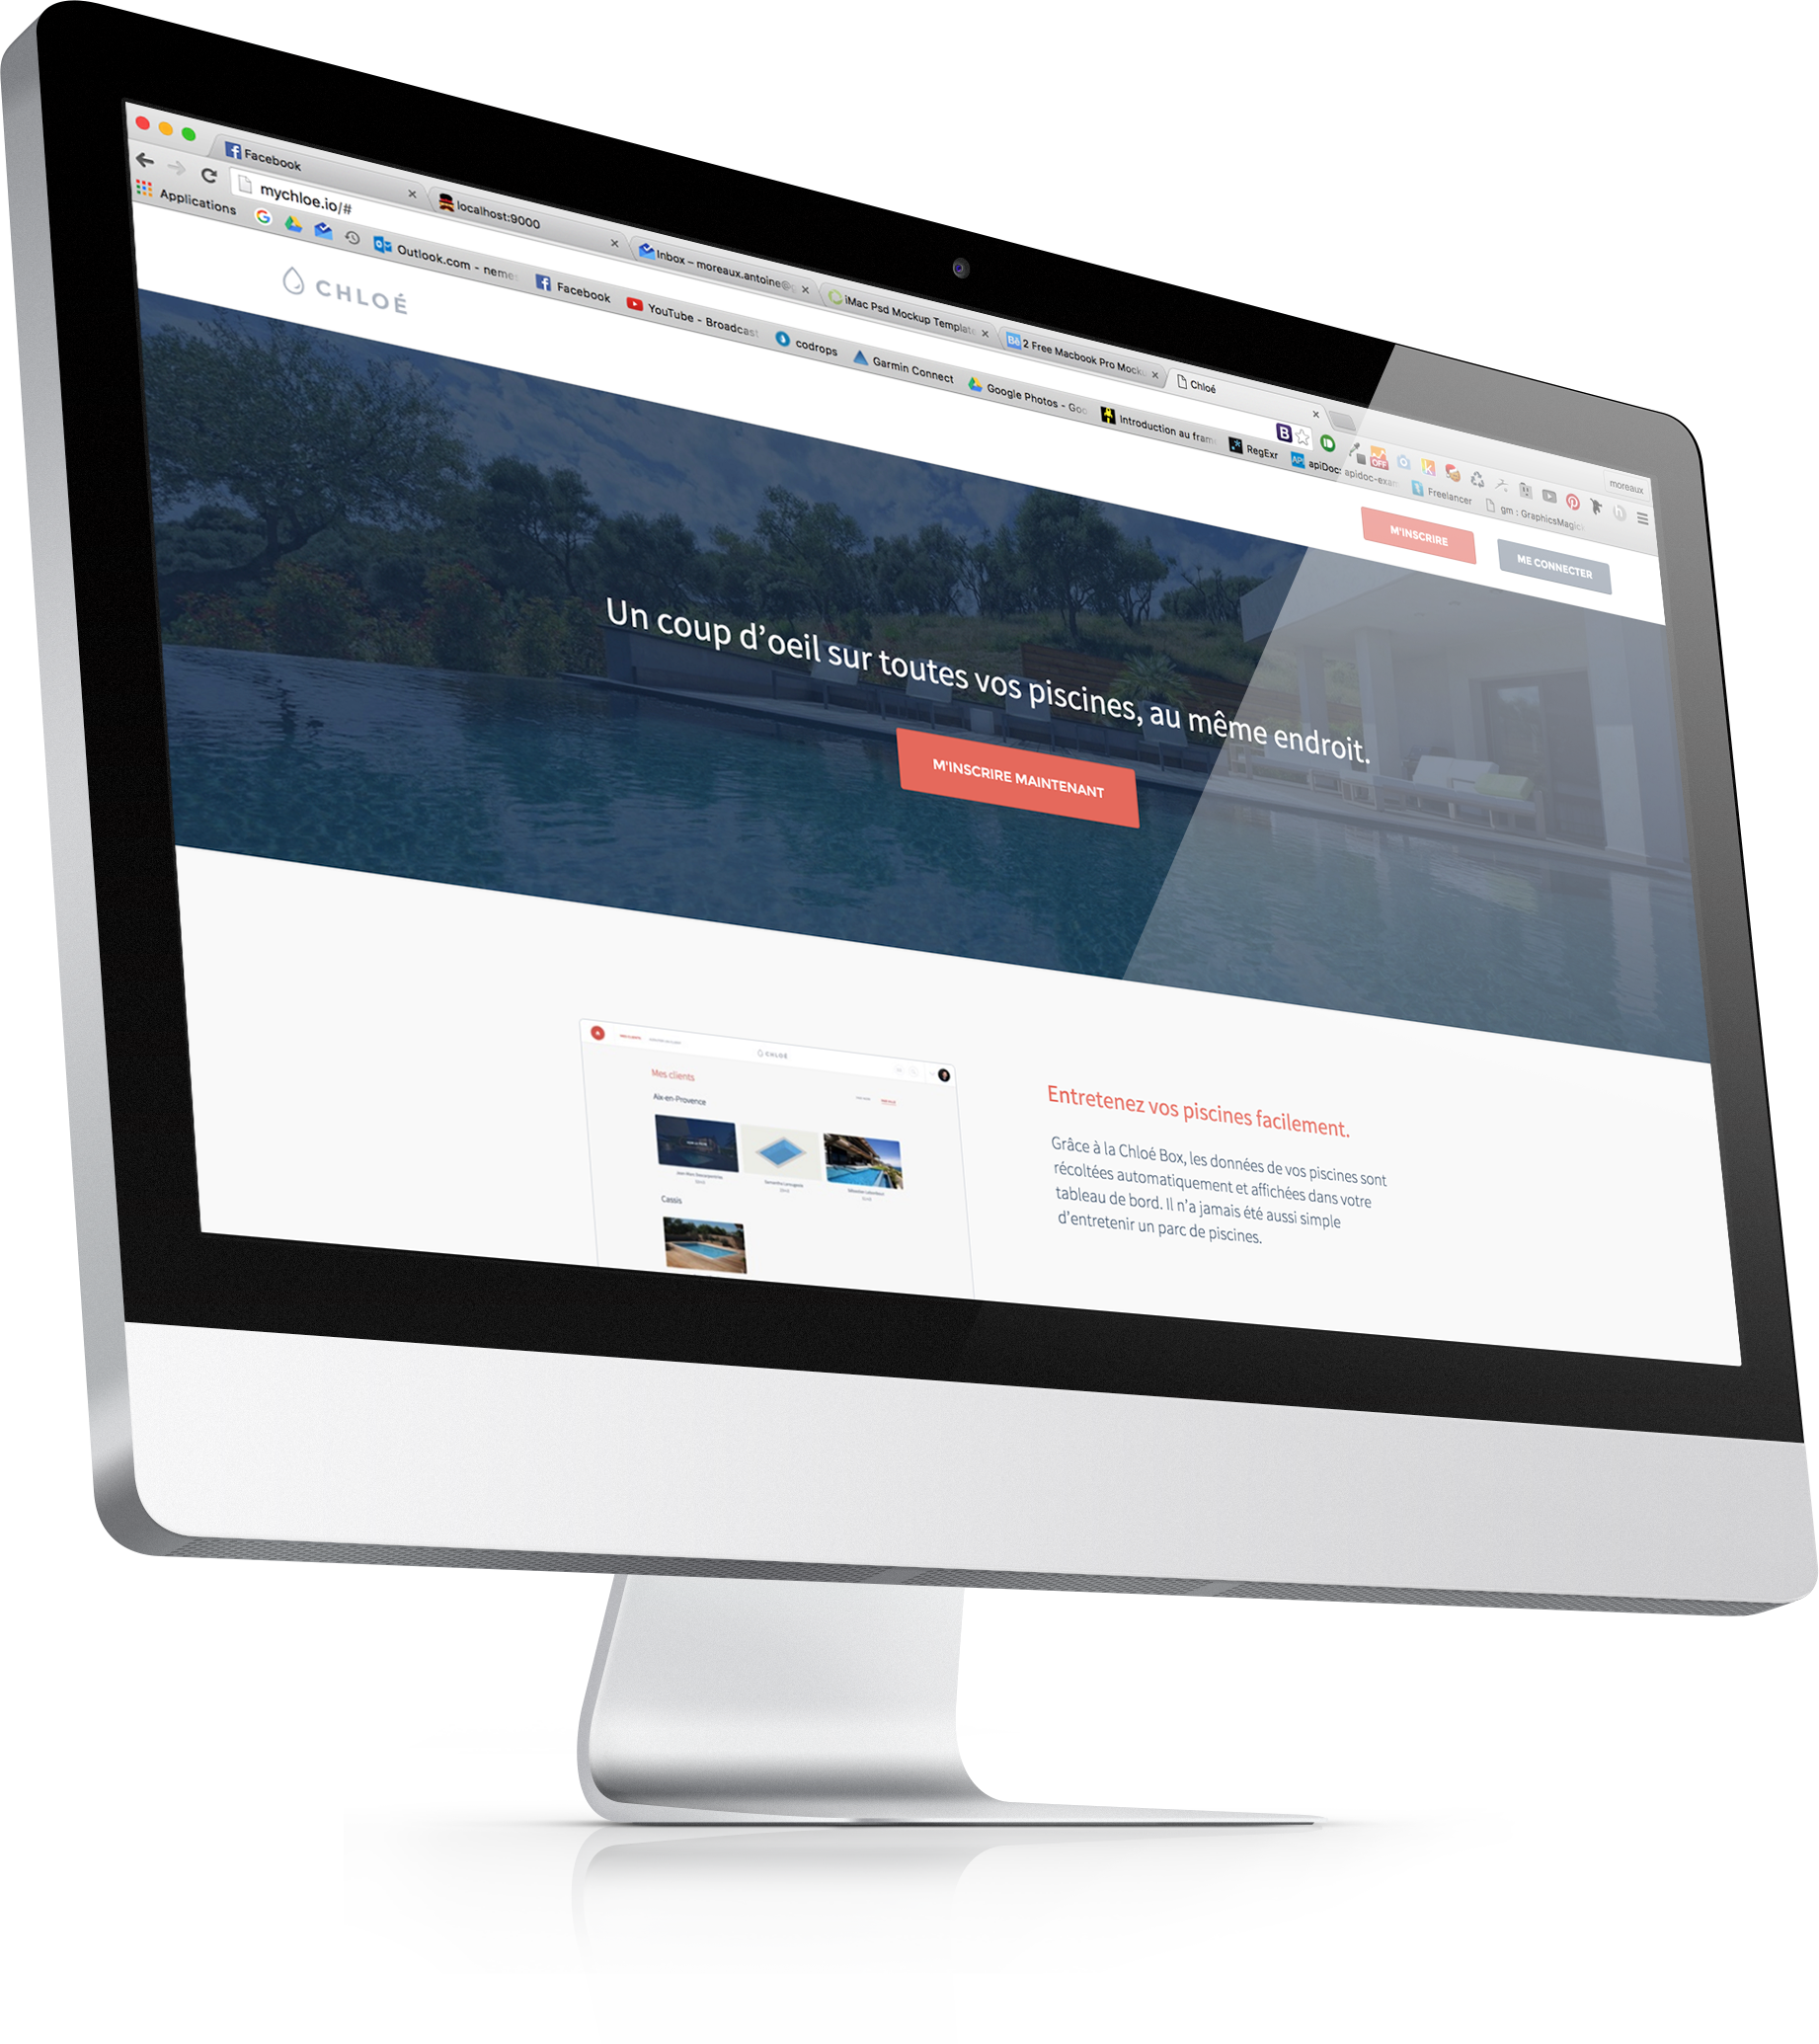 Facebook
localhost:9000
Inbox – moreaux.antoine@g
iMac Psd Mockup Template
2 Free Macbook Pro Mocku
Chloé
moreaux
mychloe.io/#
Applications
Outlook.com - neme
Facebook
YouTube - Broadcast
codrops
Garmin Connect
Google Photos - Goo
Introduction au fram
RegExr
apiDoc: apidoc-exam
Freelancer
gm : GraphicsMagick
CHLOÉ
M'INSCRIRE
ME CONNECTER
Un coup d’oeil sur toutes vos piscines, au même endroit.
M'INSCRIRE MAINTENANT
CHLOÉ
Mes clients
Aix-en-Provence
Cassis
Entretenez vos piscines facilement.
Grâce à la Chloé Box, les données de vos piscines sont
récoltées automatiquement et affichées dans votre
tableau de bord. Il n’a jamais été aussi simple
d’entretenir un parc de piscines.